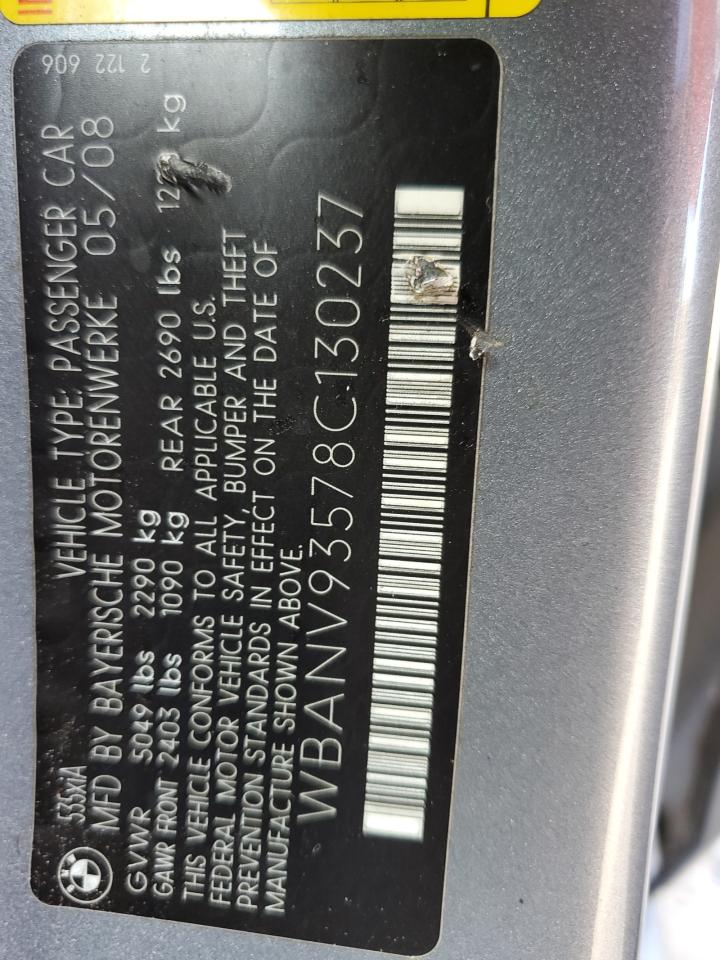 2 122 606
535xiA VEHICLE TYPE: PASSENGER CAR
MFD BY BAYERISCHE MOTORENWERKE 05/08
GVWR 5049 lbs 2290 kg
GAWR FRONT 2403 lbs 1090 kg REAR 2690 lbs kg
THIS VEHICLE CONFORMS TO ALL APPLICABLE U.S.
FEDERAL MOTOR VEHICLE SAFETY, BUMPER AND THEFT
PREVENTION STANDARDS IN EFFECT ON THE DATE OF
MANUFACTURE SHOWN ABOVE.
WBANV93578C130237